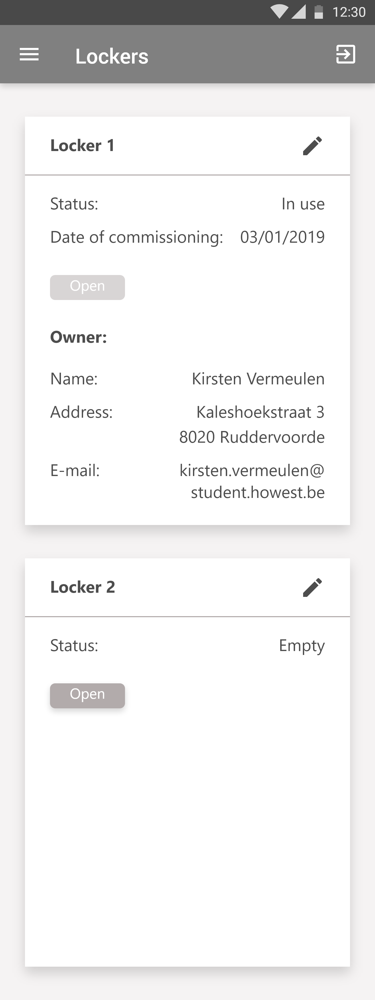 12:30
Lockers
Locker 1
Status: In use
Date of commissioning: 03/01/2019
Open
Owner:
Name: Kirsten Vermeulen
Address: Kaleshoekstraat 3
8020 Ruddervoorde
E-mail: kirsten.vermeulen@
student.howest.be
Locker 2
Status: Empty
Open